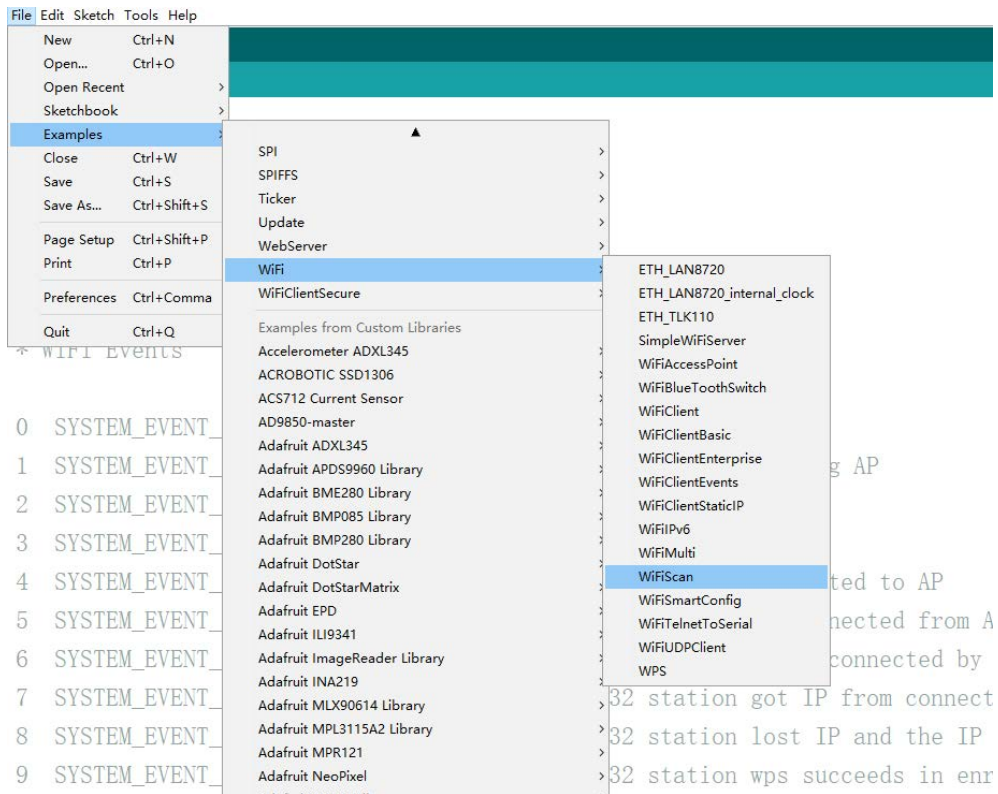 File Edit Sketch Tools Help
New Ctrl+N
Open... Ctrl+O
Open Recent
Sketchbook
Examples
Close Ctrl+W
Save Ctrl+S
Save As... Ctrl+Shift+S
Page Setup Ctrl+Shift+P
Print Ctrl+P
Preferences Ctrl+Comma
Quit Ctrl+Q
SPI
SPIFFS
Ticker
Update
WebServer
WiFi
WiFiClientSecure
Examples from Custom Libraries
Accelerometer ADXL345
ACROBOTIC SSD1306
ACS712 Current Sensor
AD9850-master
Adafruit ADXL345
Adafruit APDS9960 Library
Adafruit BME280 Library
Adafruit BMP085 Library
Adafruit BMP280 Library
Adafruit DotStar
Adafruit DotStarMatrix
Adafruit EPD
Adafruit ILI9341
Adafruit ImageReader Library
Adafruit INA219
Adafruit MLX90614 Library
Adafruit MPL3115A2 Library
Adafruit MPR121
Adafruit NeoPixel
ETH_LAN8720
ETH_LAN8720_internal_clock
ETH_TLK110
SimpleWiFiServer
WiFiAccessPoint
WiFiBlueToothSwitch
WiFiClient
WiFiClientBasic
WiFiClientEnterprise
WiFiClientEvents
WiFiClientStaticIP
WiFiIPv6
WiFiMulti
WiFiScan
WiFiSmartConfig
WiFiTelnetToSerial
WiFiUDPClient
WPS
* WiFi Events
0 SYSTEM_EVENT_
1 SYSTEM_EVENT_ g AP
2 SYSTEM_EVENT_
3 SYSTEM_EVENT_
4 SYSTEM_EVENT_ ted to AP
5 SYSTEM_EVENT_ nected from A
6 SYSTEM_EVENT_ connected by
7 SYSTEM_EVENT_ 32 station got IP from connect
8 SYSTEM_EVENT_ 32 station lost IP and the IP
9 SYSTEM_EVENT_ 32 station wps succeeds in enr